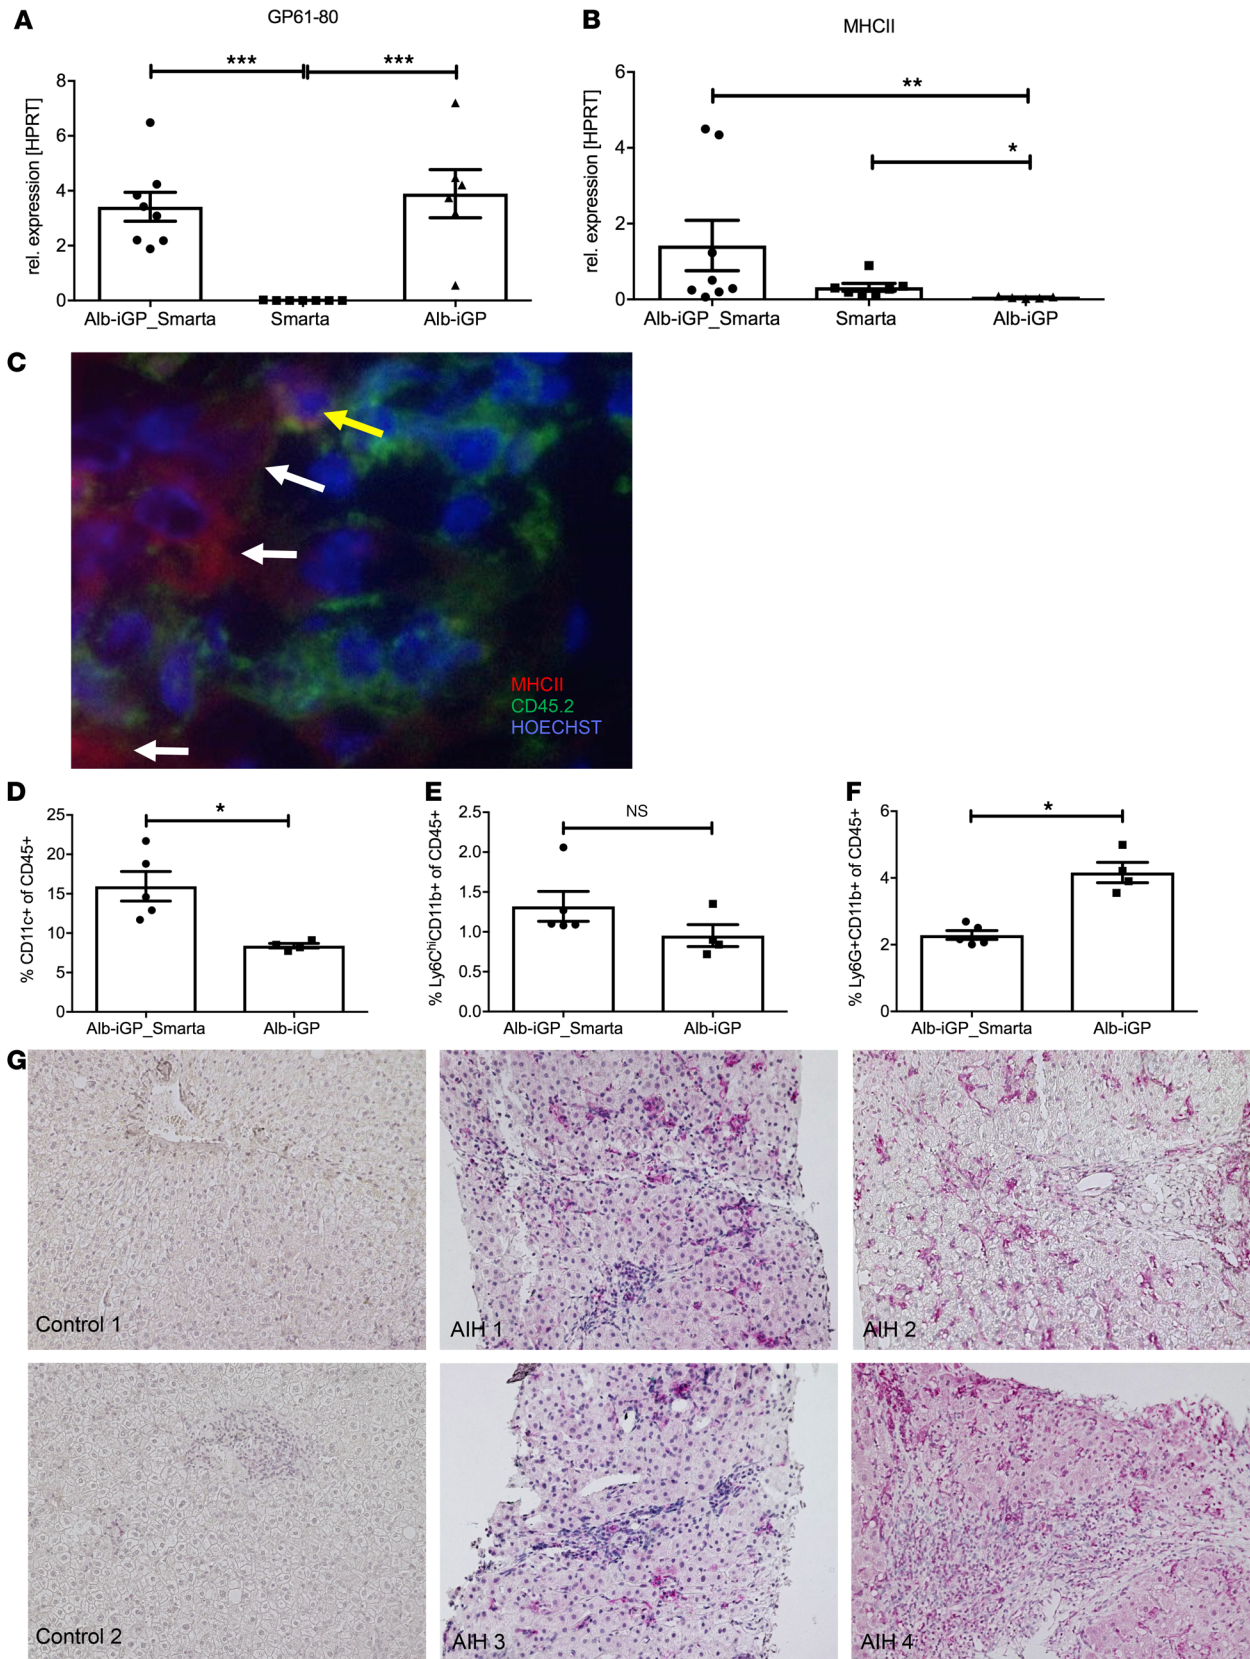 A
GP61-80
*** ***
rel. expression [HPRT]
8
6
4
2
0
Alb-iGP_Smarta Smarta Alb-iGP
B
MHCII
**
*
rel. expression [HPRT]
6
4
2
0
Alb-iGP_Smarta Smarta Alb-iGP
C
MHCII
CD45.2
HOECHST
D
*
% CD11c+ of CD45+
25
20
15
10
5
0
Alb-iGP_Smarta Alb-iGP
E
NS
% Ly6ChiCD11b+ of CD45+
2.5
2.0
1.5
1.0
0.5
0.0
Alb-iGP_Smarta Alb-iGP
F
*
% Ly6G+CD11b+ of CD45+
6
4
2
0
Alb-iGP_Smarta Alb-iGP
G
Control 1
AIH 1
AIH 2
Control 2
AIH 3
AIH 4